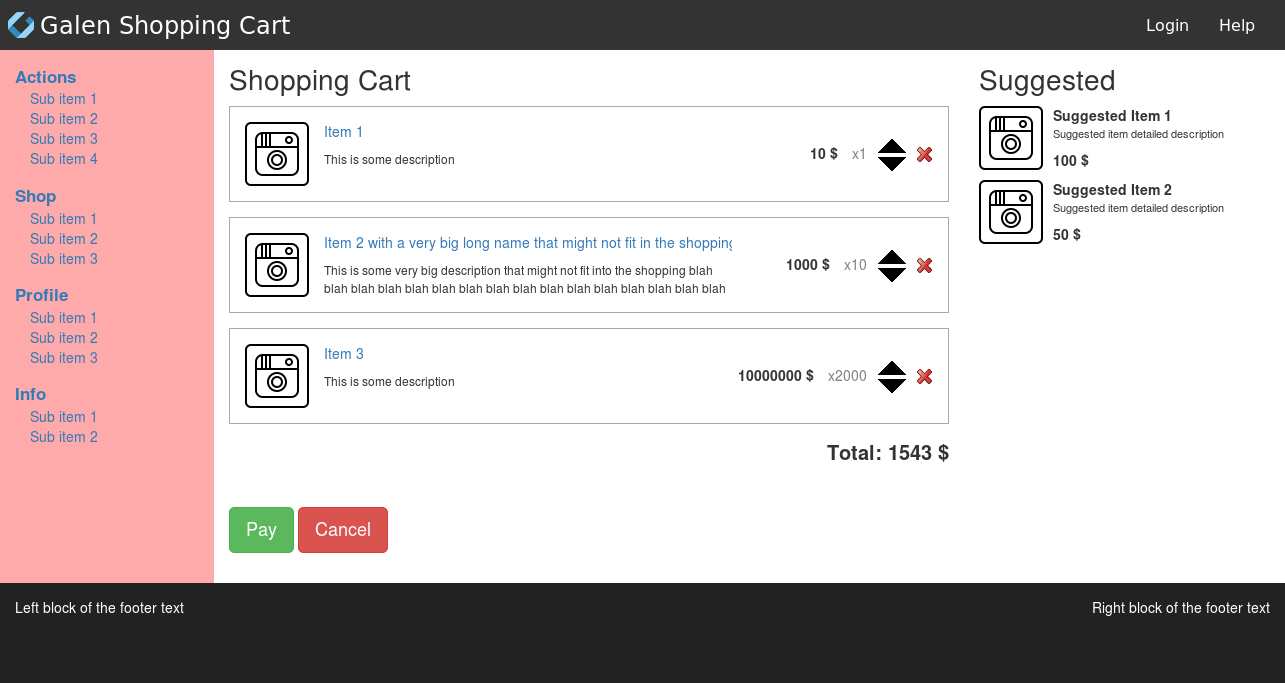 Galen Shopping Cart
Login
Help
Actions
Sub item 1
Sub item 2
Sub item 3
Sub item 4
Shop
Sub item 1
Sub item 2
Sub item 3
Profile
Sub item 1
Sub item 2
Sub item 3
Info
Sub item 1
Sub item 2
Shopping Cart
Item 1
This is some description
10 $ x1
Item 2 with a very big long name that might not fit in the shopping
This is some very big description that might not fit into the shopping blah
blah blah blah blah blah blah blah blah blah blah blah blah blah blah blah
1000 $ x10
Item 3
This is some description
10000000 $ x2000
Total: 1543 $
Pay
Cancel
Suggested
Suggested Item 1
Suggested item detailed description
100 $
Suggested Item 2
Suggested item detailed description
50 $
Left block of the footer text
Right block of the footer text